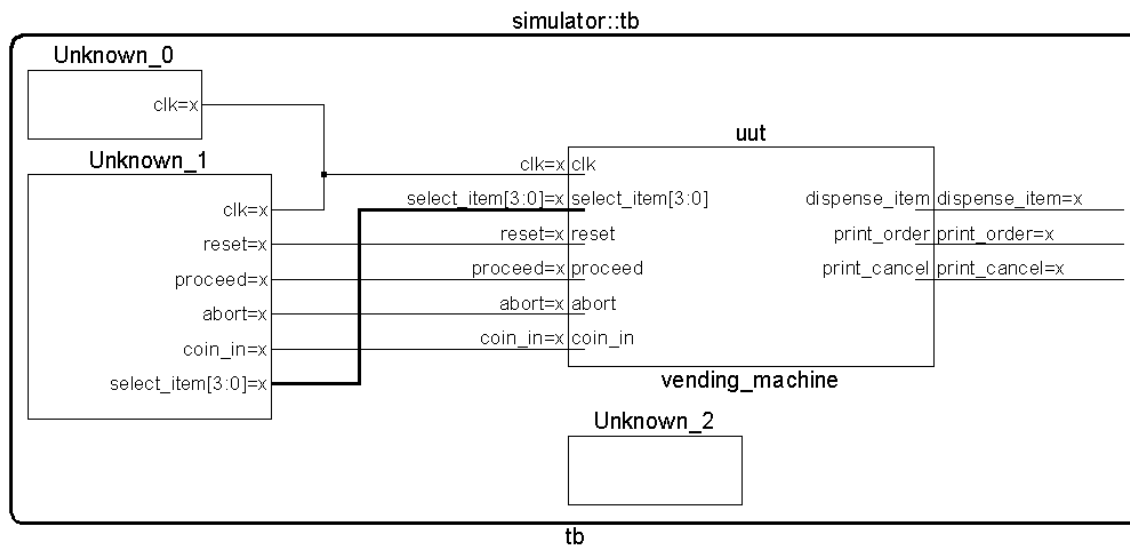 simulator::tb
Unknown_0
clk=x
Unknown_1
clk=x
reset=x
proceed=x
abort=x
coin_in=x
select_item[3:0]=x
uut
clk=x clk
select_item[3:0]=x select_item[3:0]
reset=x reset
proceed=x proceed
abort=x abort
coin_in=x coin_in
dispense_item dispense_item=x
print_order print_order=x
print_cancel print_cancel=x
vending_machine
Unknown_2
tb